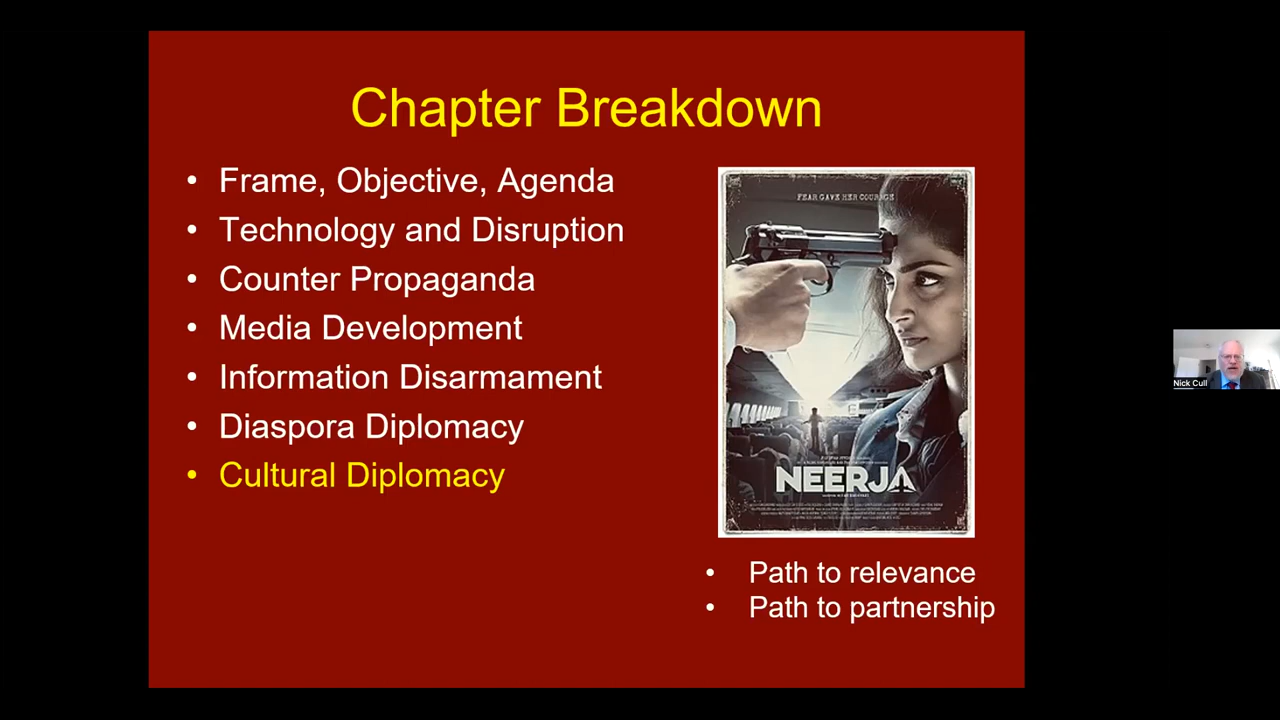 Chapter Breakdown
• Frame, Objective, Agenda
• Technology and Disruption
• Counter Propaganda
• Media Development
• Information Disarmament
• Diaspora Diplomacy
• Cultural Diplomacy
FEAR GAVE HER COURAGE
NEERJA
• Path to relevance
• Path to partnership
Nick Cull